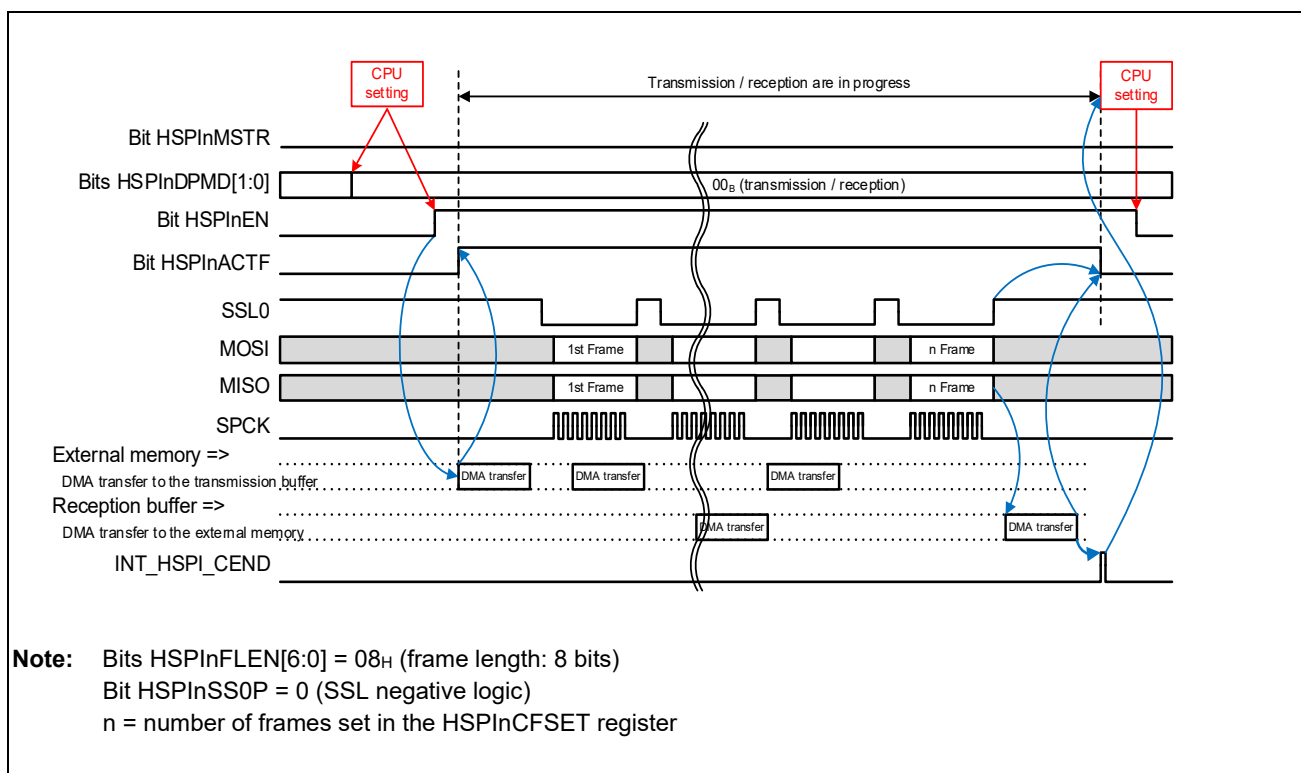 CPU
setting
Transmission / reception are in progress
CPU
setting
Bit HSPInMSTR
Bits HSPInDPMD[1:0]
00B (transmission / reception)
Bit HSPInEN
Bit HSPInACTF
SSL0
MOSI
1st Frame
n Frame
MISO
1st Frame
n Frame
SPCK
External memory =>
DMA transfer to the transmission buffer
DMA transfer
DMA transfer
DMA transfer
Reception buffer =>
DMA transfer to the external memory
DMA transfer
DMA transfer
INT_HSPI_CEND
Note: Bits HSPInFLEN[6:0] = 08H (frame length: 8 bits)
Bit HSPInSS0P = 0 (SSL negative logic)
n = number of frames set in the HSPInCFSET register